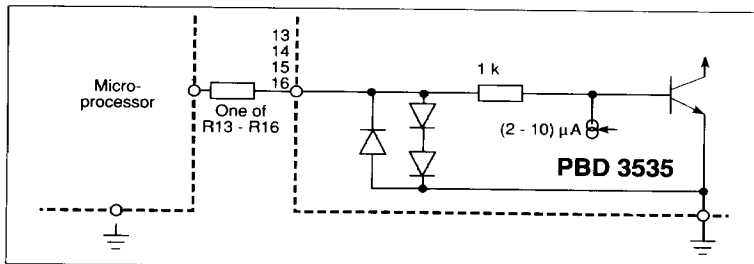 13
14
15
16
Micro-
processor
One of
R13 - R16
1 k
(2 - 10) µA
PBD 3535